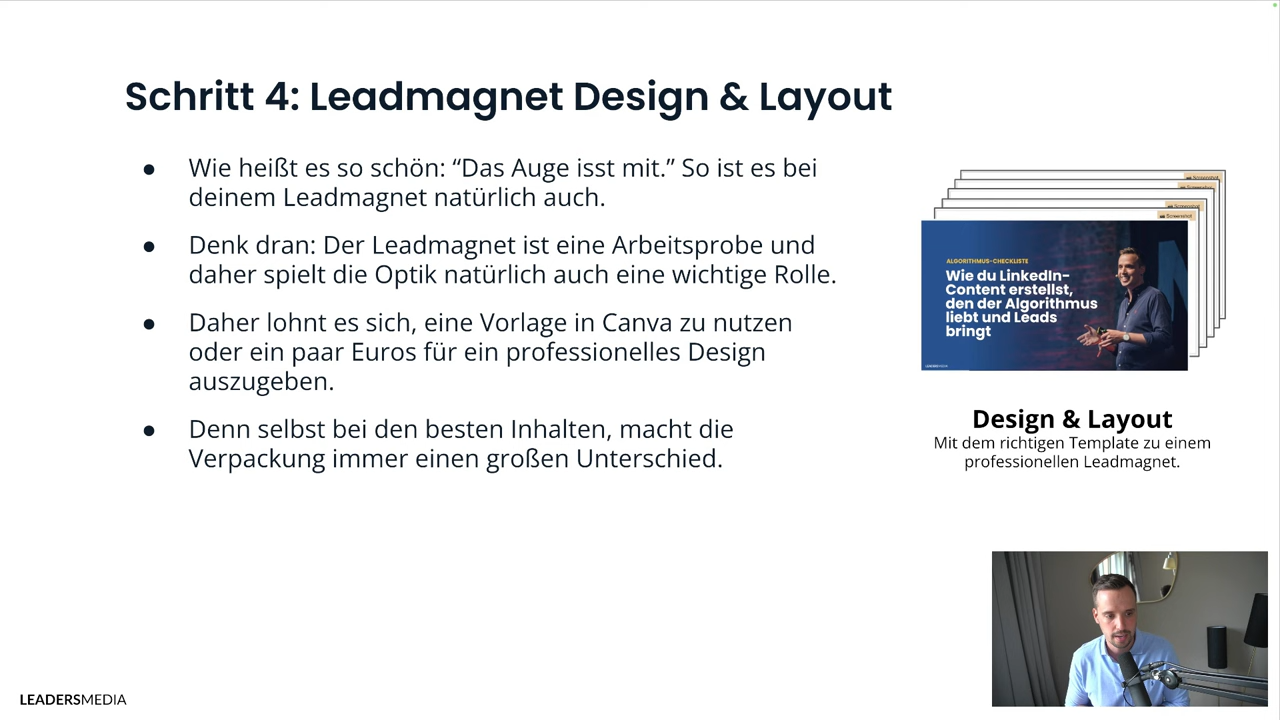 Schritt 4: Leadmagnet Design & Layout
● Wie heißt es so schön: “Das Auge isst mit.” So ist es bei
deinem Leadmagnet natürlich auch.
● Denk dran: Der Leadmagnet ist eine Arbeitsprobe und
daher spielt die Optik natürlich auch eine wichtige Rolle.
● Daher lohnt es sich, eine Vorlage in Canva zu nutzen
oder ein paar Euros für ein professionelles Design
auszugeben.
● Denn selbst bei den besten Inhalten, macht die
Verpackung immer einen großen Unterschied.
Screenshot
Screenshot
Screenshot
Screenshot
ALGORITHMUS-CHECKLISTE
Wie du LinkedIn-
Content erstellst,
den der Algorithmus
liebt und Leads
bringt
LEADERSMEDIA
Design & Layout
Mit dem richtigen Template zu einem
professionellen Leadmagnet.
LEADERSMEDIA